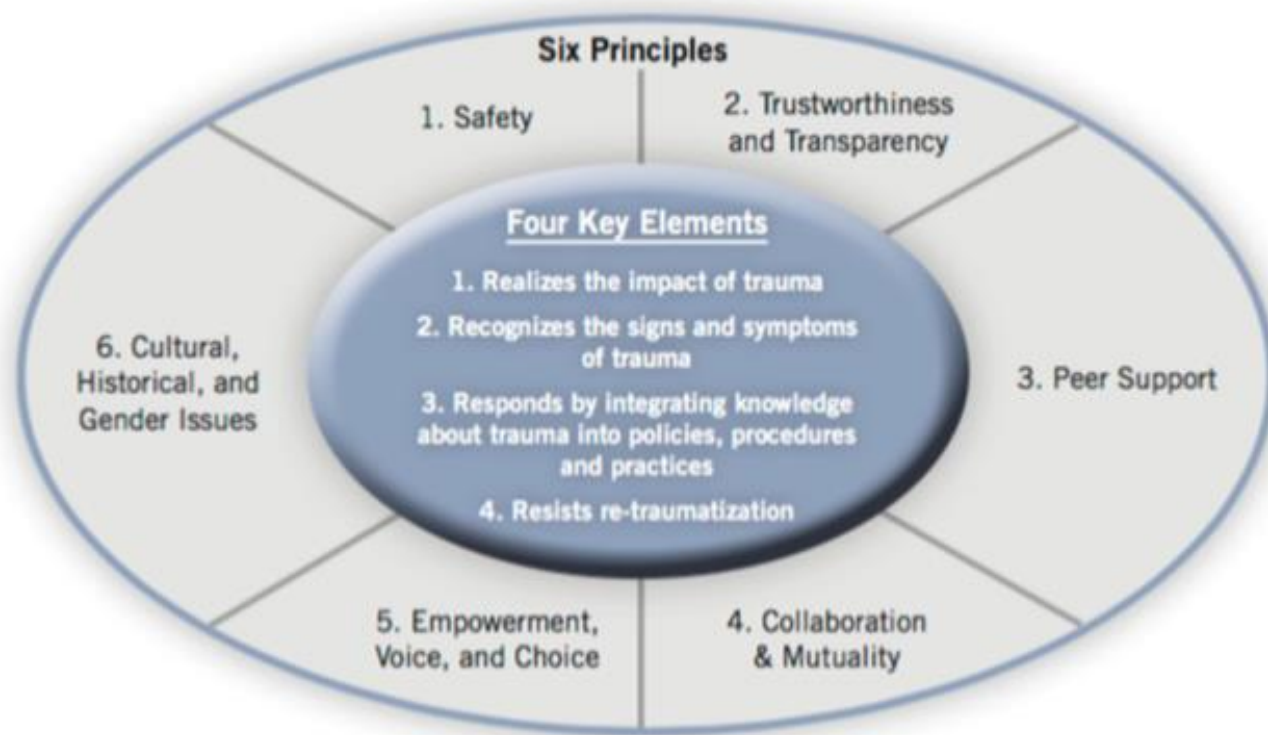 Six Principles
1. Safety
2. Trustworthiness
and Transparency
3. Peer Support
4. Collaboration
& Mutuality
5. Empowerment,
Voice, and Choice
6. Cultural,
Historical, and
Gender Issues
Four Key Elements
1. Realizes the impact of trauma
2. Recognizes the signs and symptoms
of trauma
3. Responds by integrating knowledge
about trauma into policies, procedures
and practices
4. Resists re-traumatization